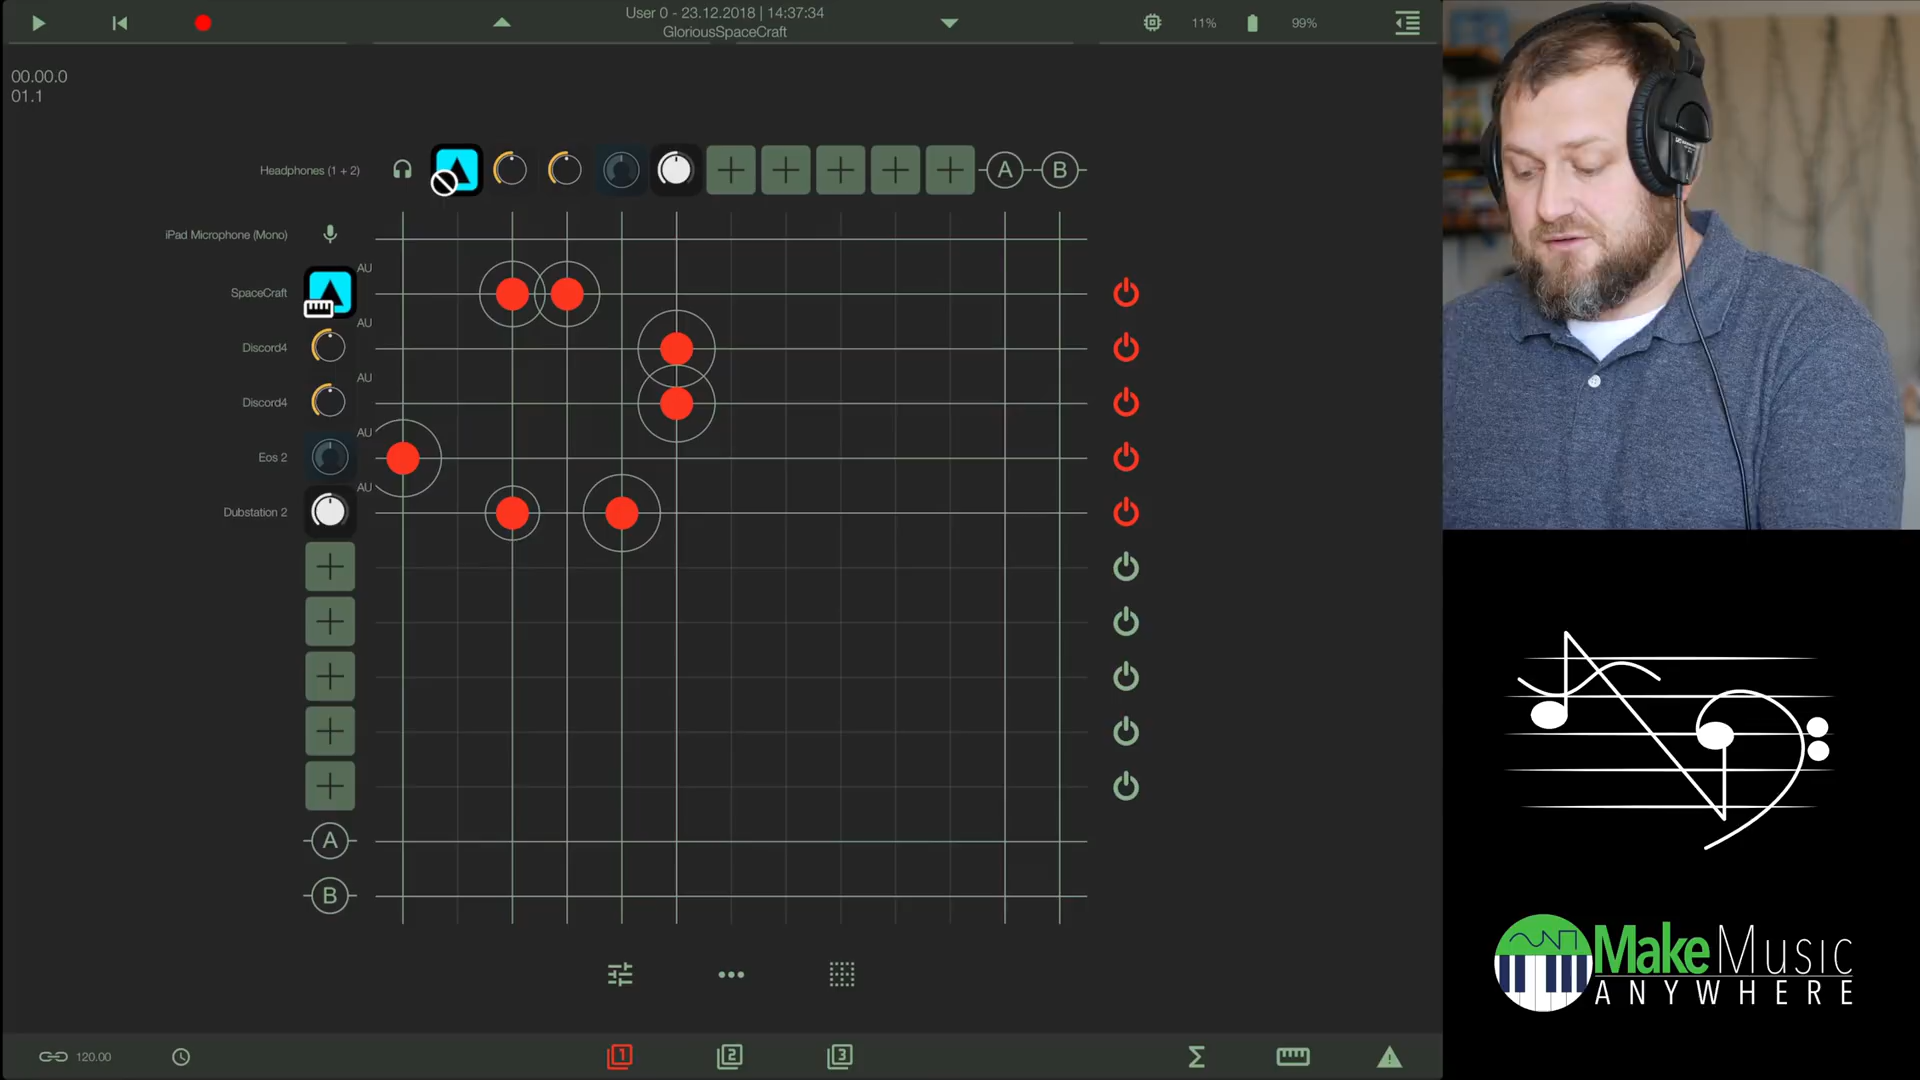 User 0 - 23.12.2018 | 14:37:34
GloriousSpaceCraft
11%
99%
00.00.0
01.1
Headphones (1 + 2)
A
B
iPad Microphone (Mono)
AU
SpaceCraft
AU
Discord4
AU
Discord4
AU
Eos 2
AU
Dubstation 2
A
B
120.00
1
2
3
Make Music
ANYWHERE